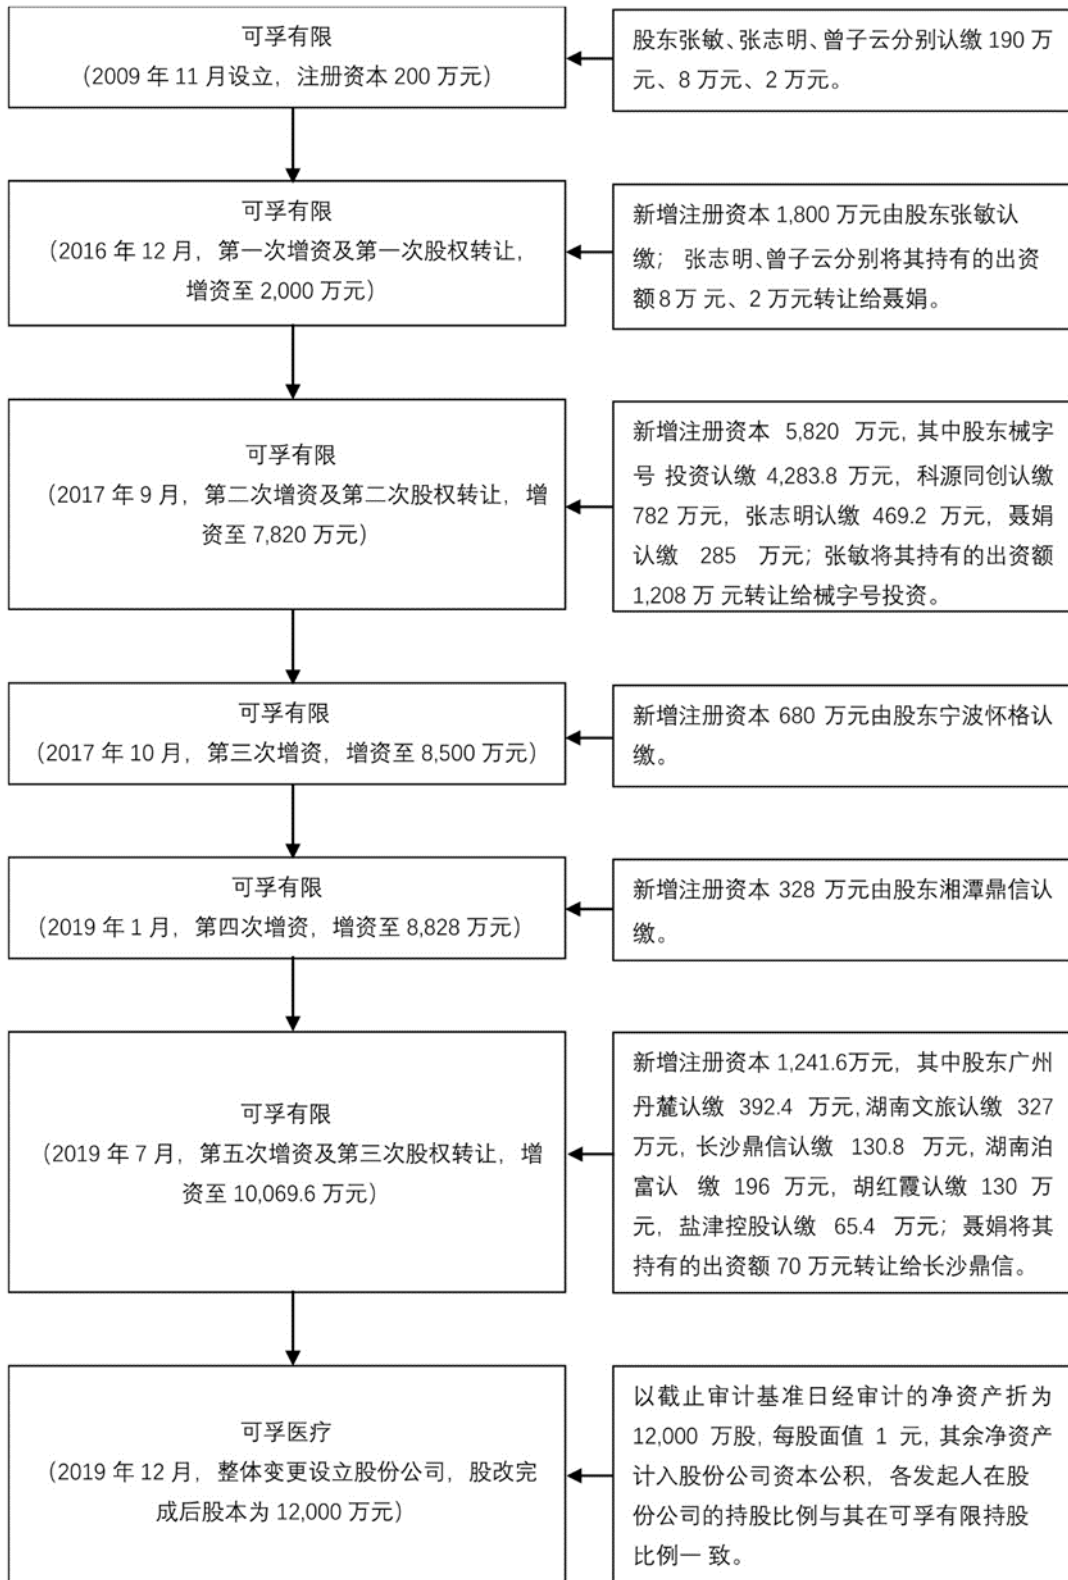 可孚有限
(2009 年 11 月设立，注册资本 200 万元)
股东张敏、张志明、曾子云分别认缴 190 万
元、8 万元、2 万元。
可孚有限
(2016 年 12 月，第一次增资及第一次股权转让，
增资至 2,000 万元)
新增注册资本 1,800 万元由股东张敏认
缴； 张志明、曾子云分别将其持有的出资
额 8 万 元、2 万元转让给聂娟。
可孚有限
(2017 年 9 月，第二次增资及第二次股权转让，增
资至 7,820 万元)
新增注册资本 5,820 万元, 其中股东械字
号 投资认缴 4,283.8 万元，科源同创认缴
782 万元，张志明认缴 469.2 万元，聂娟
认缴 285 万元；张敏将其持有的出资额
1,208 万 元转让给械字号投资。
可孚有限
(2017 年 10 月，第三次增资，增资至 8,500 万元)
新增注册资本 680 万元由股东宁波怀格认
缴。
可孚有限
(2019 年 1 月，第四次增资，增资至 8,828 万元)
新增注册资本 328 万元由股东湘潭鼎信认
缴。
可孚有限
(2019 年 7 月，第五次增资及第三次股权转让，增
资至 10,069.6 万元)
新增注册资本 1,241.6万元，其中股东广州
丹麓认缴 392.4 万元, 湖南文旅认缴 327
万元, 长沙鼎信认缴 130.8 万元, 湖南泊
富认 缴 196 万元，胡红霞认缴 130 万
元，盐津控股认缴 65.4 万元；聂娟将其
持有的出资额 70 万元转让给长沙鼎信。
可孚医疗
(2019 年 12 月，整体变更设立股份公司，股改完
成后股本为 12,000 万元)
以截止审计基准日经审计的净资产折为
12,000 万股, 每股面值 1 元, 其余净资产
计入股份公司资本公积，各发起人在股
份公司的持股比例与其在可孚有限持股
比例一 致。